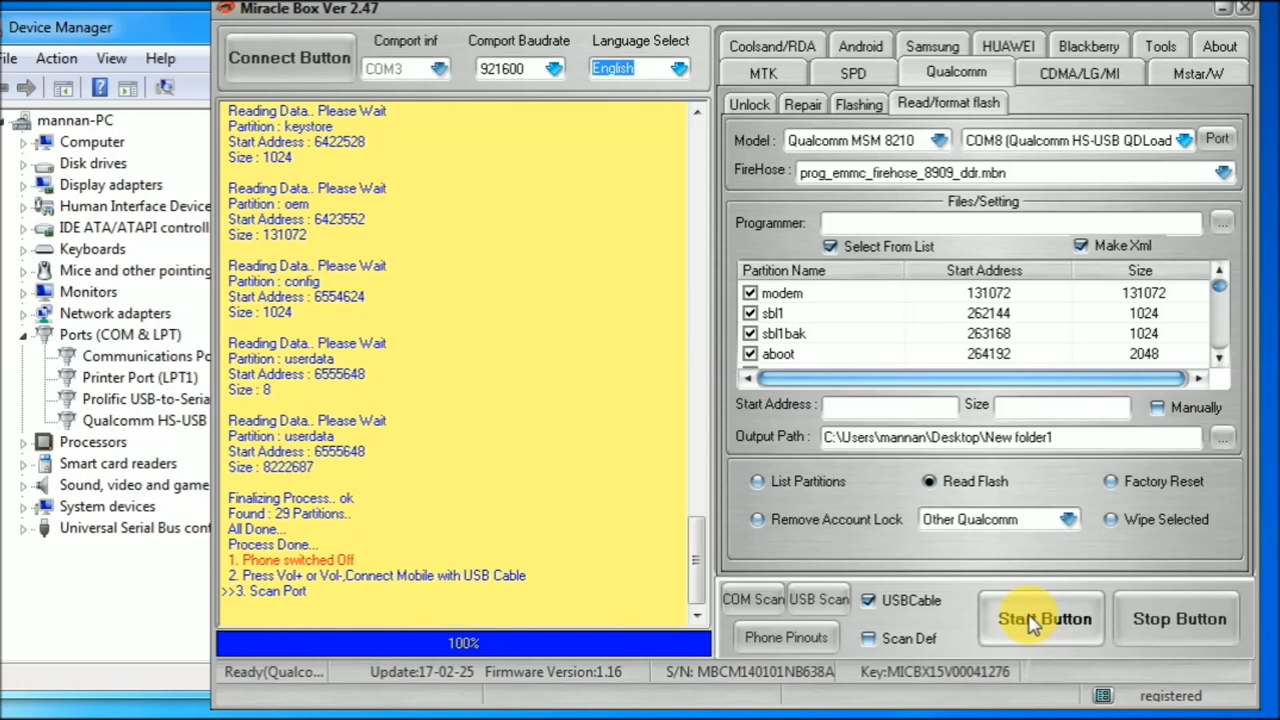 Device Manager
File Action View Help
mannan-PC
Computer
Disk drives
Display adapters
Human Interface Device
IDE ATA/ATAPI controll
Keyboards
Mice and other pointing
Monitors
Network adapters
Ports (COM & LPT)
Communications Po
Printer Port (LPT1)
Prolific USB-to-Seria
Qualcomm HS-USB
Processors
Smart card readers
Sound, video and game
System devices
Universal Serial Bus cont
Miracle Box Ver 2.47
Connect Button
Comport inf
COM3
Comport Baudrate
921600
Language Select
English
Reading Data.. Please Wait
Partition : keystore
Start Address : 6422528
Size : 1024
Reading Data.. Please Wait
Partition : oem
Start Address : 6423552
Size : 131072
Reading Data.. Please Wait
Partition : config
Start Address : 6554624
Size : 1024
Reading Data.. Please Wait
Partition : userdata
Start Address : 6555648
Size : 8
Reading Data.. Please Wait
Partition : userdata
Start Address : 6555648
Size : 8222687
Finalizing Process.. ok
Found : 29 Partitions..
All Done...
Process Done...
1. Phone switched Off
2. Press Vol+ or Vol-,Connect Mobile with USB Cable
>>3. Scan Port
100%
Coolsand/RDA Android Samsung HUAWEI Blackberry Tools About
MTK SPD Qualcomm CDMA/LG/MI Mstar/W
Unlock Repair Flashing Read/format flash
Model : Qualcomm MSM 8210 COM8 (Qualcomm HS-USB QDLoad Port
FireHose : prog_emmc_firehose_8909_ddr.mbn
Files/Setting
Programmer: ...
Select From List Make Xml
Partition Name Start Address Size
modem 131072 131072
sbl1 262144 1024
sbl1bak 263168 1024
aboot 264192 2048
Start Address : Size Manually
Output Path : C:\Users\mannan\Desktop\New folder1 ...
List Partitions Read Flash Factory Reset
Remove Account Lock Other Qualcomm Wipe Selected
COM Scan USB Scan USBCable
Phone Pinouts Scan Def
Start Button Stop Button
Ready(Qualco... Update:17-02-25 Firmware Version:1.16 S/N: MBCM140101NB638A Key:MICBX15V00041276
registered